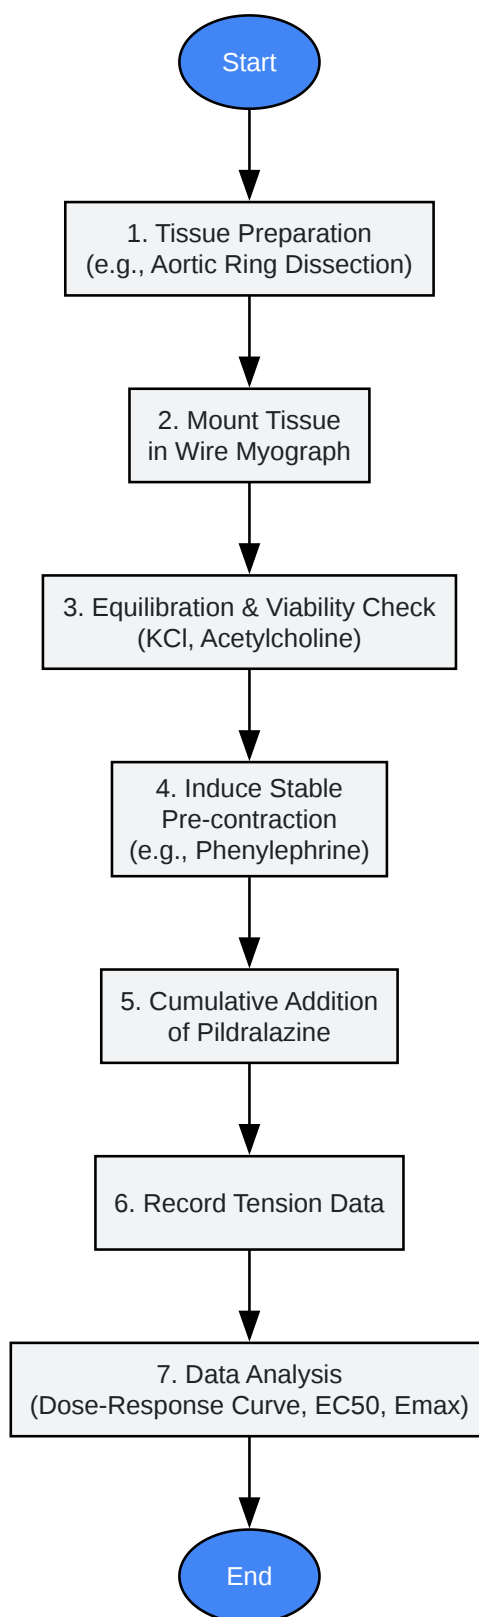 Start
1. Tissue Preparation
(e.g., Aortic Ring Dissection)
2. Mount Tissue
in Wire Myograph
3. Equilibration & Viability Check
(KCl, Acetylcholine)
4. Induce Stable
Pre-contraction
(e.g., Phenylephrine)
5. Cumulative Addition
of Pildralazine
6. Record Tension Data
7. Data Analysis
(Dose-Response Curve, EC50, Emax)
End